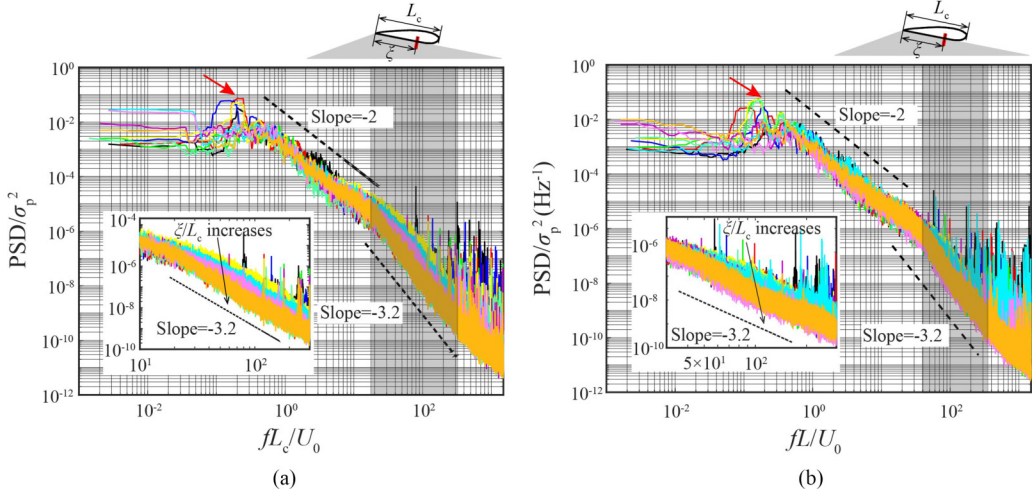 L_c
ξ
L_c
ξ
10^0
10^-2
10^-4
10^-6
10^-8
10^-10
10^-12
PSD/σ_p^2
Slope=-2
Slope=-3.2
10^-4
10^-6
10^-8
10^-10
ξ/L_c increases
Slope=-3.2
10^1
10^2
10^-2
10^0
10^2
fL_c/U_0
(a)
10^0
10^-2
10^-4
10^-6
10^-8
10^-10
10^-12
PSD/σ_p^2 (Hz^-1)
Slope=-2
Slope=-3.2
10^-6
10^-8
10^-10
ξ/L_c increases
Slope=-3.2
5×10^1
10^2
10^-2
10^0
10^2
fL/U_0
(b)